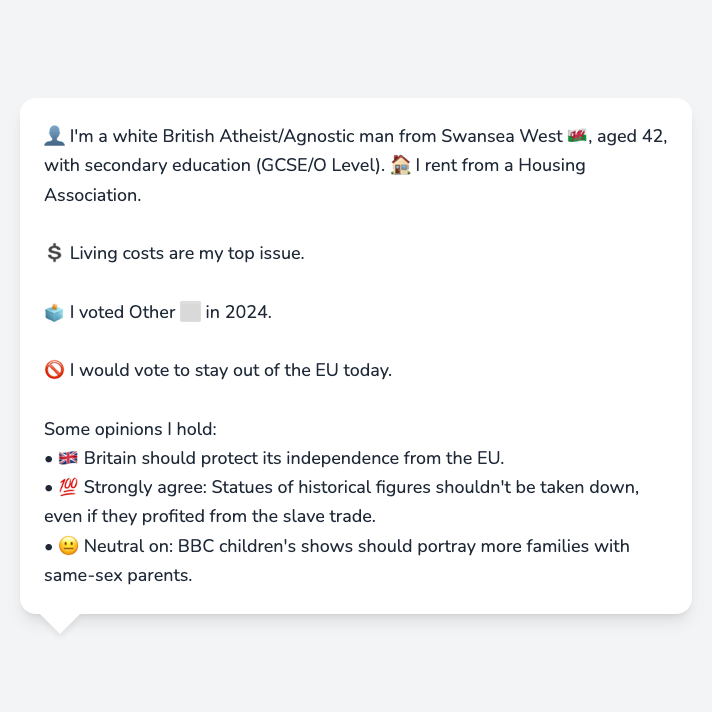 👤 I'm a white British Atheist/Agnostic man from Swansea West 🏴󠁧󠁢󠁷󠁬󠁳󠁿, aged 42,
with secondary education (GCSE/O Level). 🏠 I rent from a Housing
Association.
💲 Living costs are my top issue.
🗳️ I voted Other ⬜ in 2024.
🚫 I would vote to stay out of the EU today.
Some opinions I hold:
• 🇬🇧 Britain should protect its independence from the EU.
• 💯 Strongly agree: Statues of historical figures shouldn't be taken down,
even if they profited from the slave trade.
• 😐 Neutral on: BBC children's shows should portray more families with
same-sex parents.